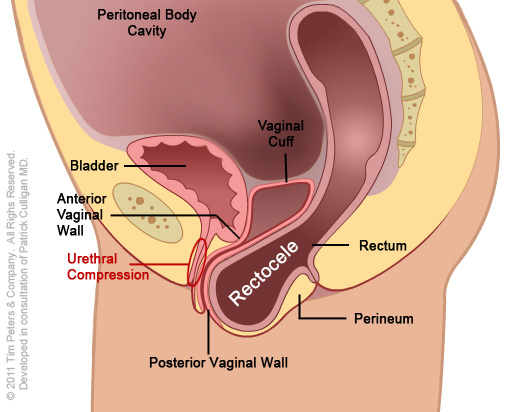 Peritoneal Body
Cavity
Vaginal
Cuff
Bladder
Anterior
Vaginal
Wall
Urethral
Compression
Rectocele
Rectum
Perineum
Posterior Vaginal Wall
© 2011 Tim Peters & Company. All Rights Reserved.
Developed in consultation of Patrick Culligan MD.